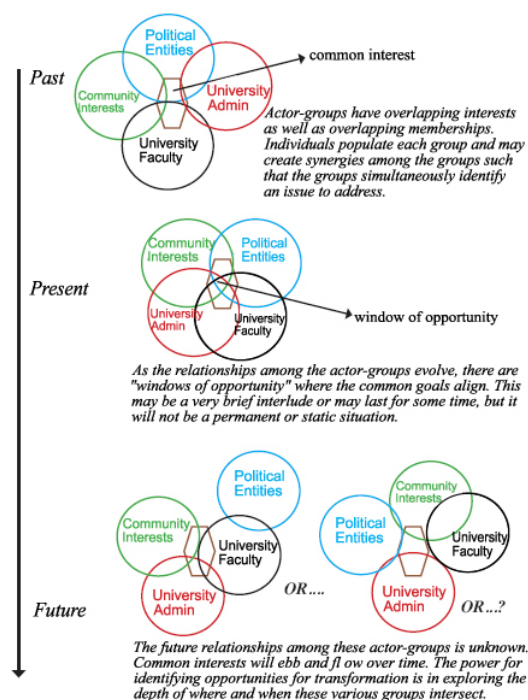 Past
Political
Entities
common interest
Community
Interests
University
Admin
University
Faculty
Actor-groups have overlapping interests
as well as overlapping memberships.
Individuals populate each group and may
create synergies among the groups such
that the groups simultaneously identify
an issue to address.
Present
Community
Interests
Political
Entities
University
Admin
University
Faculty
window of opportunity
As the relationships among the actor-groups evolve, there are
"windows of opportunity" where the common goals align. This
may be a very brief interlude or may last for some time, but it
will not be a permanent or static situation.
Future
Political
Entities
Community
Interests
University
Faculty
University
Admin
OR....
Community
Interests
Political
Entities
University
Faculty
University
Admin
OR...?
The future relationships among these actor-groups is unknown.
Common interests will ebb and fl ow over time. The power for
identifying opportunities for transformation is in exploring the
depth of where and when these various groups intersect.